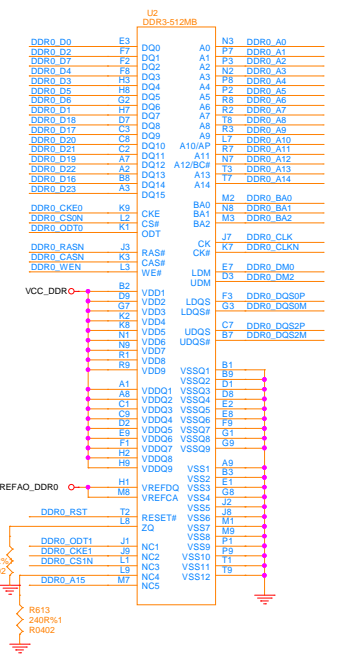 U2
DDR3-512MB
DDR0_D0 E3 DQ0 A0 N3 DDR0_A0
DDR0_D2 F7 DQ1 A1 P7 DDR0_A1
DDR0_D7 F2 DQ2 A2 P3 DDR0_A2
DDR0_D4 F8 DQ3 A3 N2 DDR0_A3
DDR0_D3 H3 DQ4 A4 P8 DDR0_A4
DDR0_D5 H8 DQ5 A5 P2 DDR0_A5
DDR0_D6 G2 DQ6 A6 R8 DDR0_A6
DDR0_D1 H7 DQ7 A7 R2 DDR0_A7
DDR0_D18 D7 DQ8 A8 T8 DDR0_A8
DDR0_D17 C3 DQ9 A9 R3 DDR0_A9
DDR0_D20 C8 DQ10 A10/AP L7 DDR0_A10
DDR0_D21 C2 DQ11 A11 R7 DDR0_A11
DDR0_D19 A7 DQ12 A12/BC# N7 DDR0_A12
DDR0_D22 A2 DQ13 A13 T3 DDR0_A13
DDR0_D16 B8 DQ14 A14 T7 DDR0_A14
DDR0_D23 A3 DQ15
BA0 M2 DDR0_BA0
DDR0_CKE0 K9 CKE BA1 N8 DDR0_BA1
DDR0_CS0N L2 CS# BA2 M3 DDR0_BA2
DDR0_ODT0 K1 ODT
CK J7 DDR0_CLK
DDR0_RASN J3 RAS# CK# K7 DDR0_CLKN
DDR0_CASN K3 CAS#
DDR0_WEN L3 WE# LDM E7 DDR0_DM0
UDM D3 DDR0_DM2
VCC_DDR B2 VDD1
D9 VDD2 LDQS F3 DDR0_DQS0P
G7 VDD3 LDQS# G3 DDR0_DQS0M
K2 VDD4
K8 VDD5 UDQS C7 DDR0_DQS2P
N1 VDD6 UDQS# B7 DDR0_DQS2M
N9 VDD7
R1 VDD8
R9 VDD9 VSSQ1 B1
VSSQ2 B9
A1 VDDQ1 VSSQ3 D1
A8 VDDQ2 VSSQ4 D8
C1 VDDQ3 VSSQ5 E2
C9 VDDQ4 VSSQ6 E8
D2 VDDQ5 VSSQ7 F9
E9 VDDQ6 VSSQ8 G1
F1 VDDQ7 VSSQ9 G9
H2 VDDQ8
H9 VDDQ9 VSS1 A9
VSS2 B3
REFAO_DDR0 H1 VREFDQ VSS3 E1
M8 VREFCA VSS4 G8
VSS5 J2
DDR0_RST T2 RESET# VSS6 J8
L8 ZQ VSS7 M1
VSS8 M9
DDR0_ODT1 J1 NC1 VSS9 P1
DDR0_CKE1 J9 NC2 VSS10 P9
DDR0_CS1N L1 NC3 VSS11 T1
L9 NC4 VSS12 T9
DDR0_A15 M7 NC5
R613
240R%1
R0402